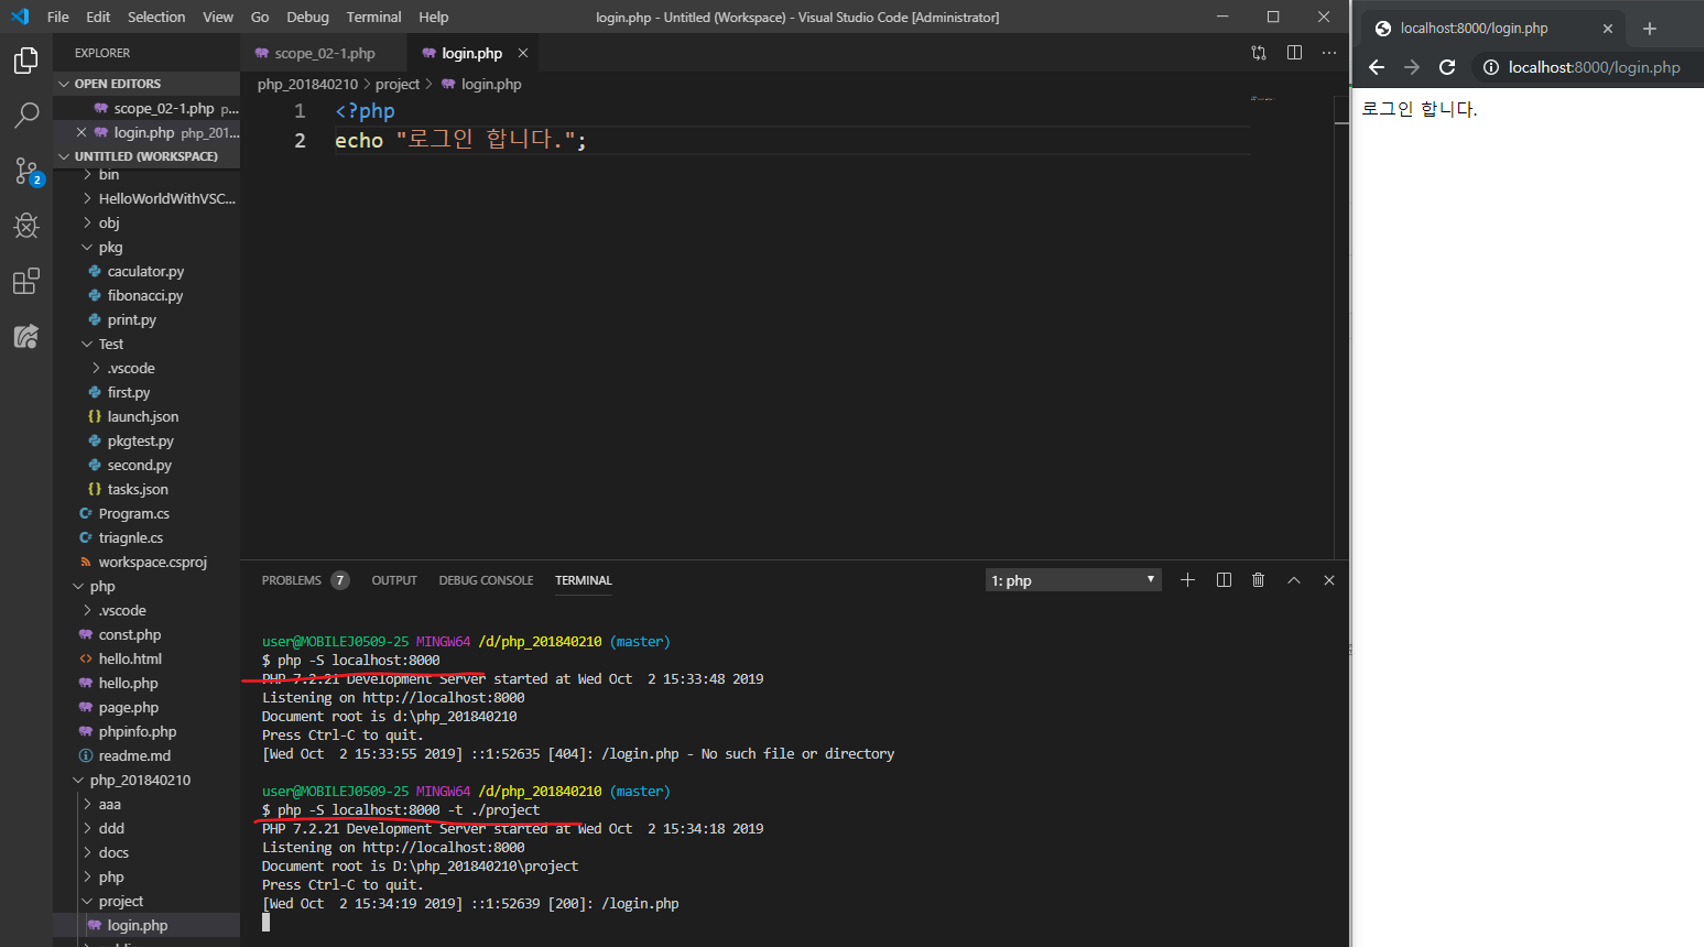 File Edit Selection View Go Debug Terminal Help
login.php - Untitled (Workspace) - Visual Studio Code [Administrator]
EXPLORER
OPEN EDITORS
scope_02-1.php p...
login.php php_201...
UNTITLED (WORKSPACE)
bin
HelloWorldWithVSC...
obj
pkg
caculator.py
fibonacci.py
print.py
Test
.vscode
first.py
launch.json
pkgtest.py
second.py
tasks.json
Program.cs
triagnle.cs
workspace.csproj
php
.vscode
const.php
hello.html
hello.php
page.php
phpinfo.php
readme.md
php_201840210
aaa
ddd
docs
php
project
login.php
2
scope_02-1.php
login.php
php_201840210 > project > login.php
1 <?php
2 echo "로그인 합니다.";
PROBLEMS 7 OUTPUT DEBUG CONSOLE TERMINAL
1: php
user@MOBILEJ0509-25 MINGW64 /d/php_201840210 (master)
$ php -S localhost:8000
PHP 7.2.21 Development Server started at Wed Oct  2 15:33:48 2019
Listening on http://localhost:8000
Document root is d:\php_201840210
Press Ctrl-C to quit.
[Wed Oct  2 15:33:55 2019] ::1:52635 [404]: /login.php - No such file or directory
user@MOBILEJ0509-25 MINGW64 /d/php_201840210 (master)
$ php -S localhost:8000 -t ./project
PHP 7.2.21 Development Server started at Wed Oct  2 15:34:18 2019
Listening on http://localhost:8000
Document root is D:\php_201840210\project
Press Ctrl-C to quit.
[Wed Oct  2 15:34:19 2019] ::1:52639 [200]: /login.php
localhost:8000/login.php
localhost:8000/login.php
로그인 합니다.